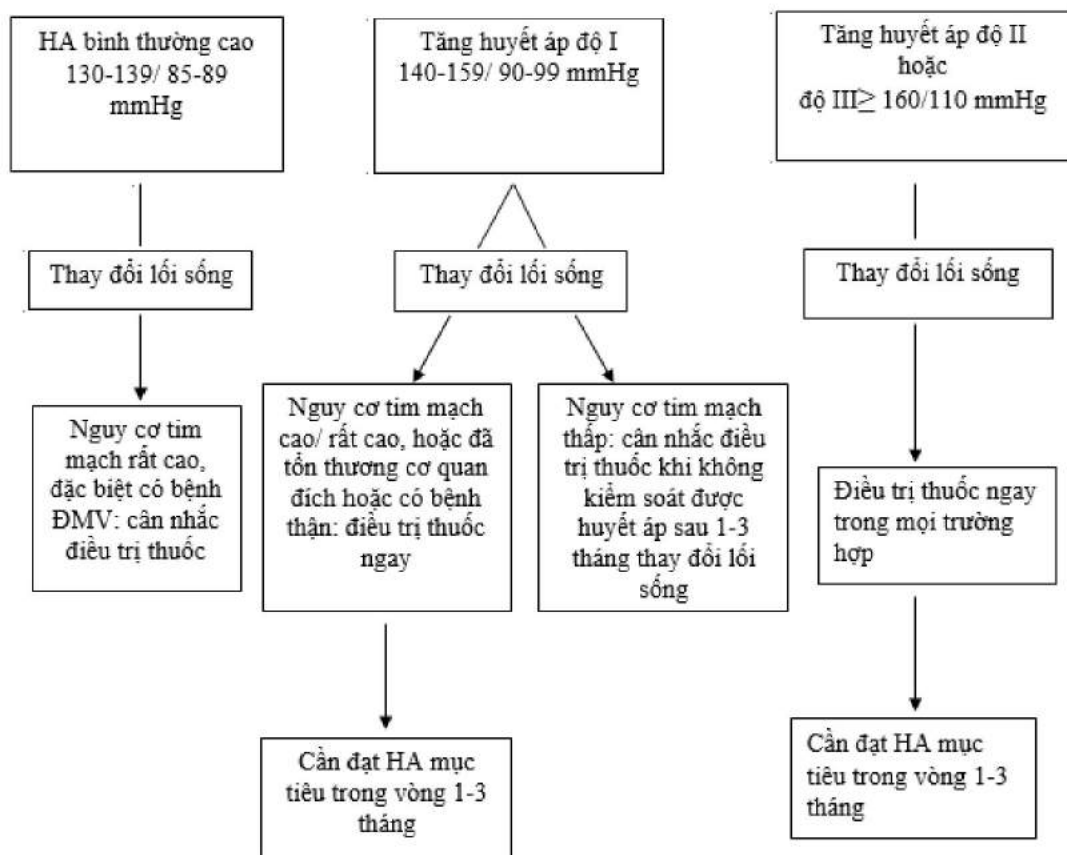 HA bình thường cao
130-139/ 85-89
mmHg
Tăng huyết áp độ I
140-159/ 90-99 mmHg
Tăng huyết áp độ II
hoặc
độ III≥ 160/110 mmHg
Thay đổi lối sống
Thay đổi lối sống
Thay đổi lối sống
Nguy cơ tim
mạch rất cao,
đặc biệt có bệnh
ĐMV: cân nhắc
điều trị thuốc
Nguy cơ tim mạch
cao/ rất cao, hoặc đã
tổn thương cơ quan
đích hoặc có bệnh
thận: điều trị thuốc
ngay
Nguy cơ tim mạch
thấp: cân nhắc điều
trị thuốc khi không
kiểm soát được
huyết áp sau 1-3
tháng thay đổi lối
sống
Điều trị thuốc ngay
trong mọi trường
hợp
Cần đạt HA mục
tiêu trong vòng 1-3
tháng
Cần đạt HA mục
tiêu trong vòng 1-3
tháng